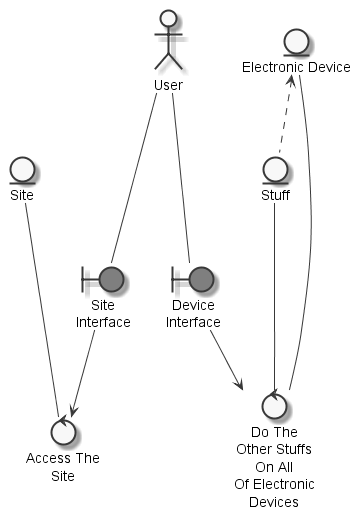 Electronic Device
User
Site
Stuff
Site
Interface
Device
Interface
Access The
Site
Do The
Other Stuffs
On All
Of Electronic
Devices